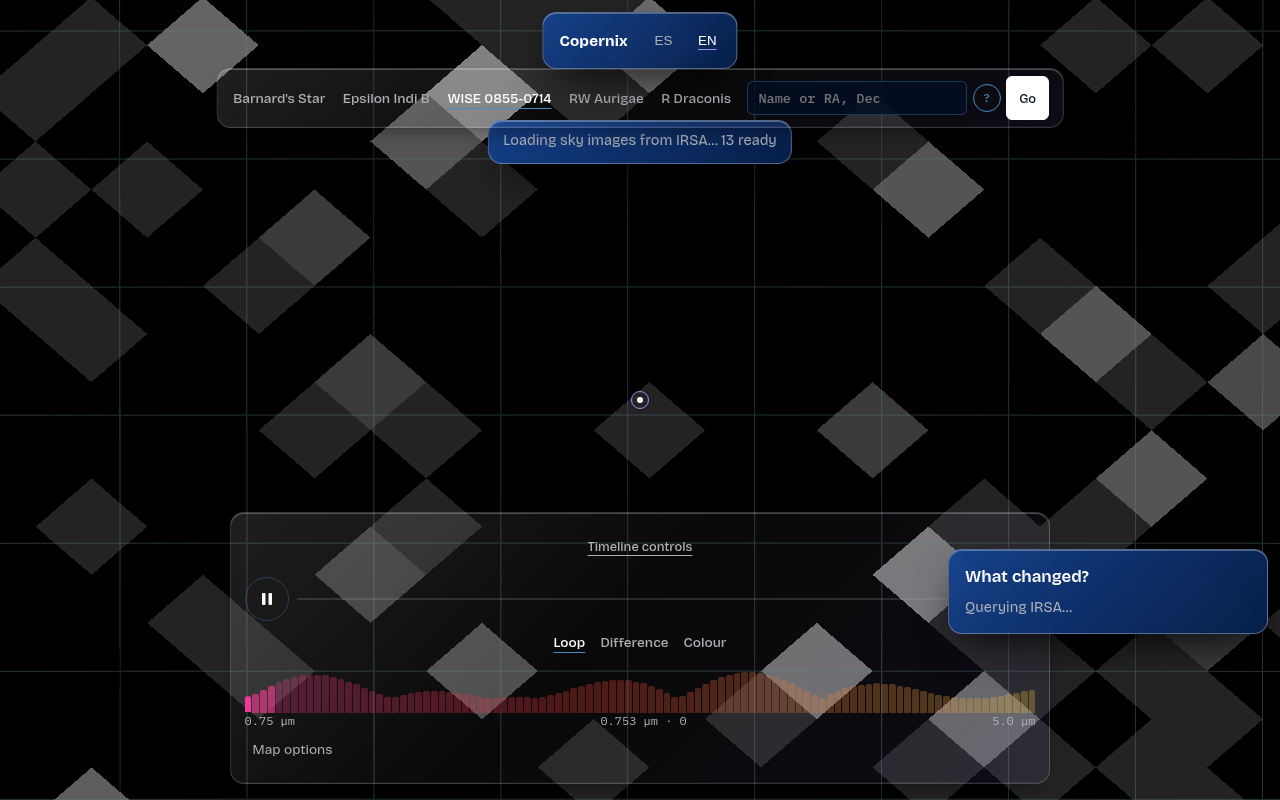 Copernix ES EN
Barnard's Star Epsilon Indi B WISE 0855-0714 RW Aurigae R Draconis Name or RA, Dec ? Go
Loading sky images from IRSA… 13 ready
Timeline controls
What changed?
Querying IRSA…
Loop Difference Colour
0.75 µm 0.753 µm · 0 5.0 µm
Map options